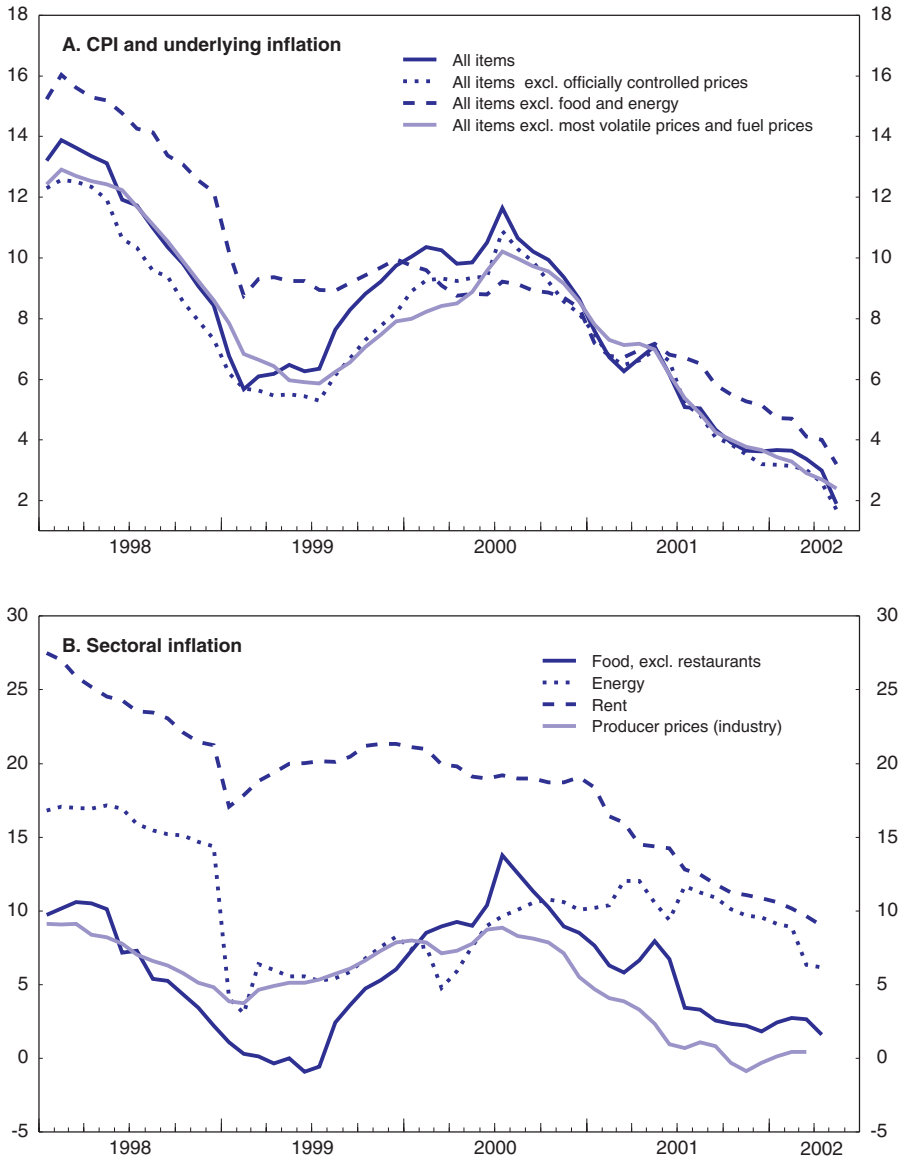 18 18
A. CPI and underlying inflation
All items
All items excl. officially controlled prices
All items excl. food and energy
All items excl. most volatile prices and fuel prices
16 16
14 14
12 12
10 10
8 8
6 6
4 4
2 2
1998 1999 2000 2001 2002
30 30
B. Sectoral inflation
Food, excl. restaurants
Energy
Rent
Producer prices (industry)
25 25
20 20
15 15
10 10
5 5
0 0
-5 -5
1998 1999 2000 2001 2002